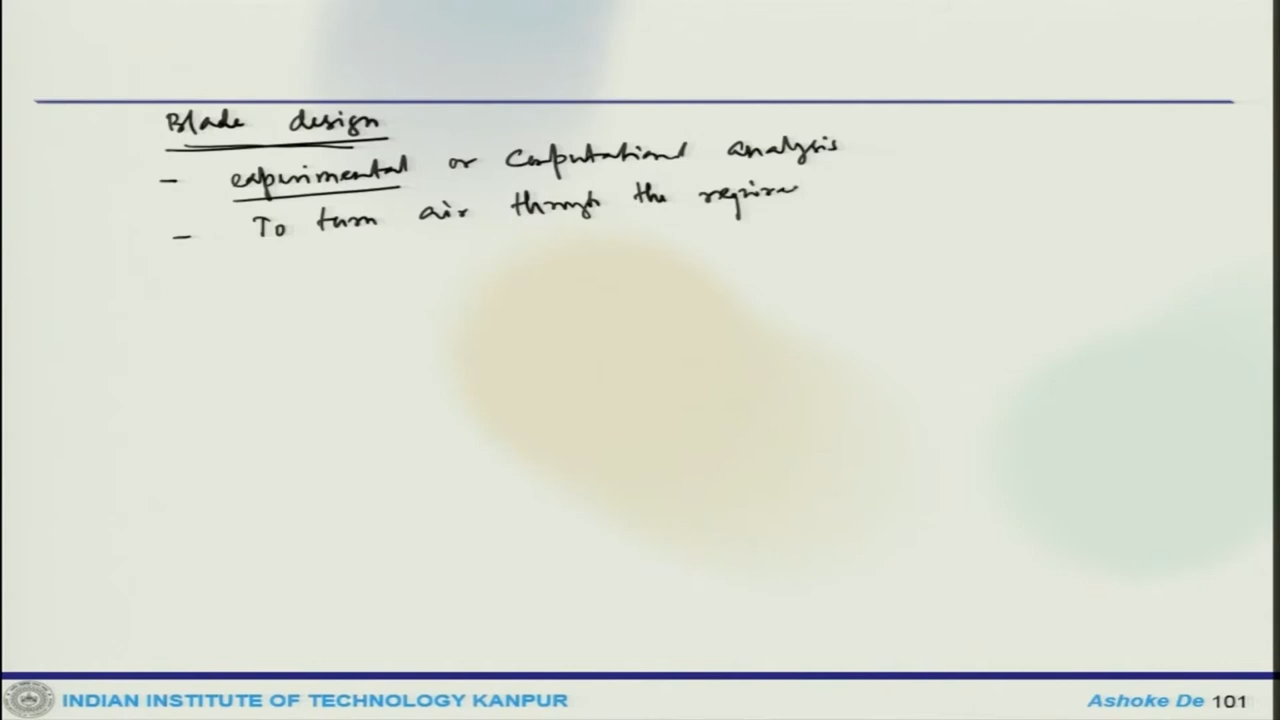 Blade design
- experimental or Computational analysis
- To turn air through the require
INDIAN INSTITUTE OF TECHNOLOGY KANPUR
Ashoke De 101